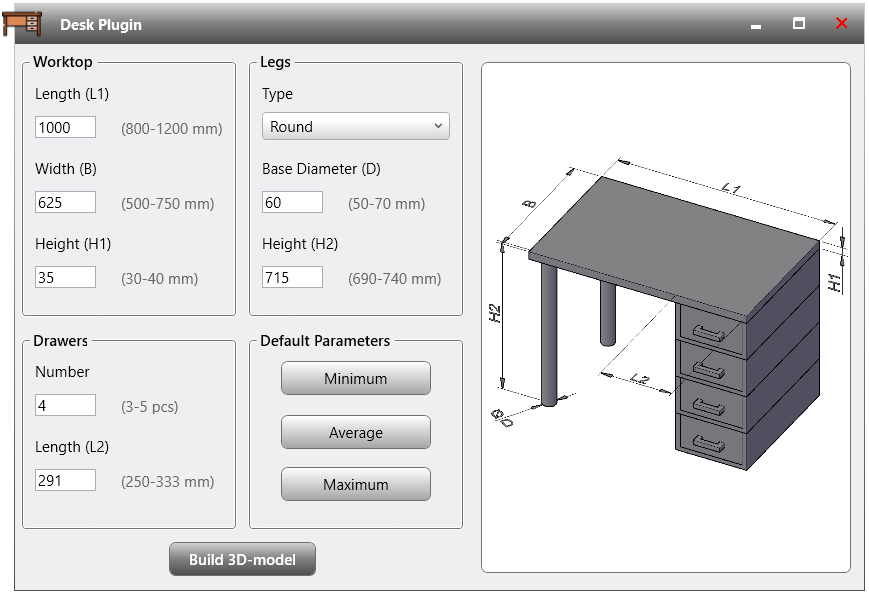 Desk Plugin
Worktop
Length (L1)
1000 (800-1200 mm)
Width (B)
625 (500-750 mm)
Height (H1)
35 (30-40 mm)
Legs
Type
Round
Base Diameter (D)
60 (50-70 mm)
Height (H2)
715 (690-740 mm)
Drawers
Number
4 (3-5 pcs)
Length (L2)
291 (250-333 mm)
Default Parameters
Minimum
Average
Maximum
Build 3D-model
B
L1
H1
H2
L2
Ø D